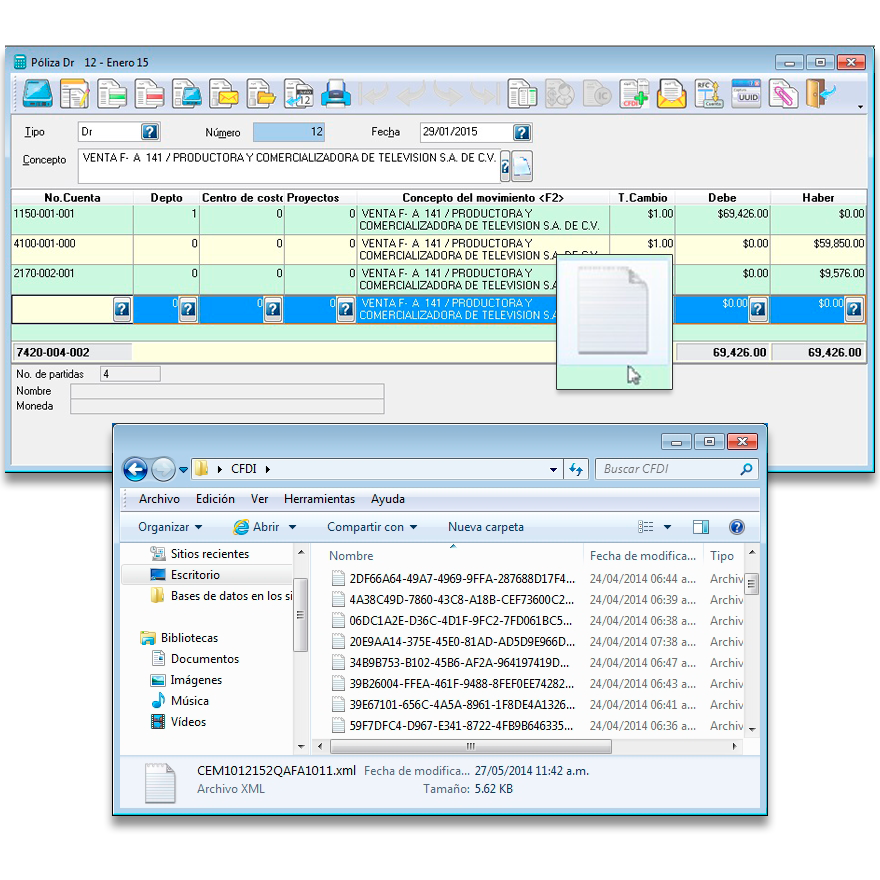 Póliza Dr   12 - Enero 15
CFDI RFC Cuenta UUID
12
Tipo Dr Número 12 Fecha 29/01/2015
Concepto VENTA F- A 141 / PRODUCTORA Y COMERCIALIZADORA DE TELEVISION S.A. DE C.V.
No.Cuenta Depto Centro de costo Proyectos Concepto del movimiento <F2> T.Cambio Debe Haber
1150-001-001 1 0 0 VENTA F- A 141 / PRODUCTORA Y $1.00 $69,426.00 $0.00
COMERCIALIZADORA DE TELEVISION S.A. DE C.V.
4100-001-000 0 0 0 VENTA F- A 141 / PRODUCTORA Y $1.00 $0.00 $59,850.00
COMERCIALIZADORA DE TELEVISION S.A. DE C.V.
2170-002-001 0 0 0 VENTA F- A 141 / PRODUCTORA Y $0.00 $9,576.00
COMERCIALIZADORA DE TELEVISION S.A
0 0 0 VENTA F- A 141 / PRODUCTORA Y $0.00 $0.00
COMERCIALIZADORA DE TELEVISION S.A
7420-004-002 69,426.00 69,426.00
No. de partidas 4
Nombre
Moneda
CFDI Buscar CFDI
Archivo Edición Ver Herramientas Ayuda
Organizar Abrir Compartir con Nueva carpeta
Sitios recientes
Escritorio
Bases de datos en los si
Bibliotecas
Documentos
Imágenes
Música
Vídeos
Nombre Fecha de modifica... Tipo
2DF66A64-49A7-4969-9FFA-287688D17F4... 24/04/2014 06:44 a... Archiv
4A38C49D-7860-43C8-A18B-CEF73600C2... 24/04/2014 06:39 a... Archiv
06DC1A2E-D36C-4D1F-9FC2-7FD061BC5... 24/04/2014 06:38 a... Archiv
20E9AA14-375E-45E0-81AD-AD5D9E966D... 24/04/2014 07:38 a... Archiv
34B9B753-B102-45B6-AF2A-964197419D... 24/04/2014 06:47 a... Archiv
39B26004-FFEA-461F-9488-8FEF0EE74282... 24/04/2014 06:43 a... Archiv
39E67101-656C-4A5A-8961-1F8DE4A1326... 24/04/2014 06:41 a... Archiv
59F7DFC4-D967-E341-8722-4FB9B646335... 24/04/2014 06:36 a... Archiv
CEM1012152QAFA1011.xml Fecha de modifica... 27/05/2014 11:42 a.m.
Archivo XML Tamaño: 5.62 KB